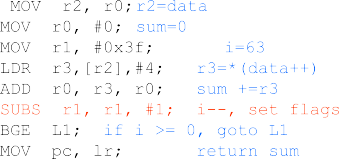 MOV r2, r0;r2=data
MOV r0, #0; sum=0
MOV r1, #0x3f; i=63
LDR r3,[r2],#4; r3=*(data++)
ADD r0, r3, r0; sum +=r3
SUBS r1, r1, #1; i--, set flags
BGE L1; if i >= 0, goto L1
MOV pc, lr; return sum